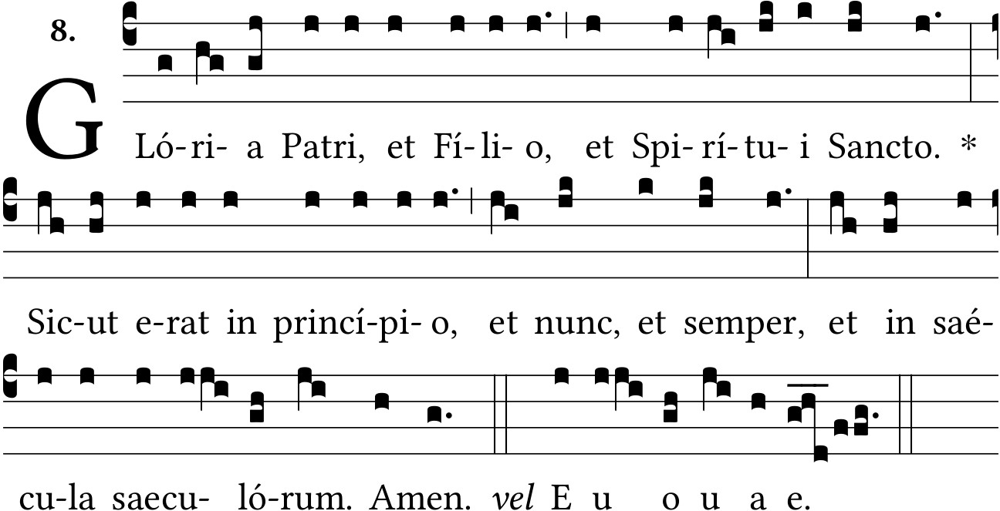 8.
GLó-ri- a Patri, et Fí-li- o, et Spi- rí-tu- i Sancto. *
Sic-ut e-rat in princí-pi- o, et nunc, et semper, et in saé-
cu-la saecu- ló-rum. Amen. vel E u o u a e.